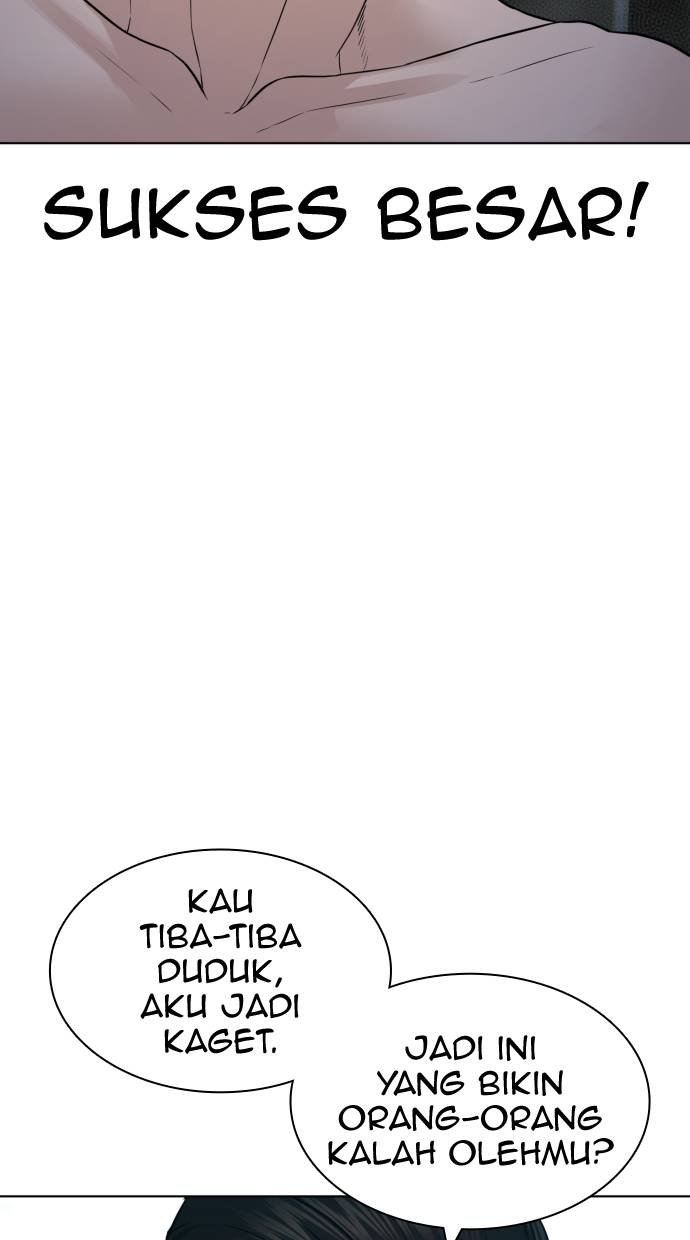 SUKSES BESAR!
KAU
TIBA-TIBA
DUDUK,
AKU JADI
KAGET.
JADI INI
YANG BIKIN
ORANG-ORANG
KALAH OLEHMU?